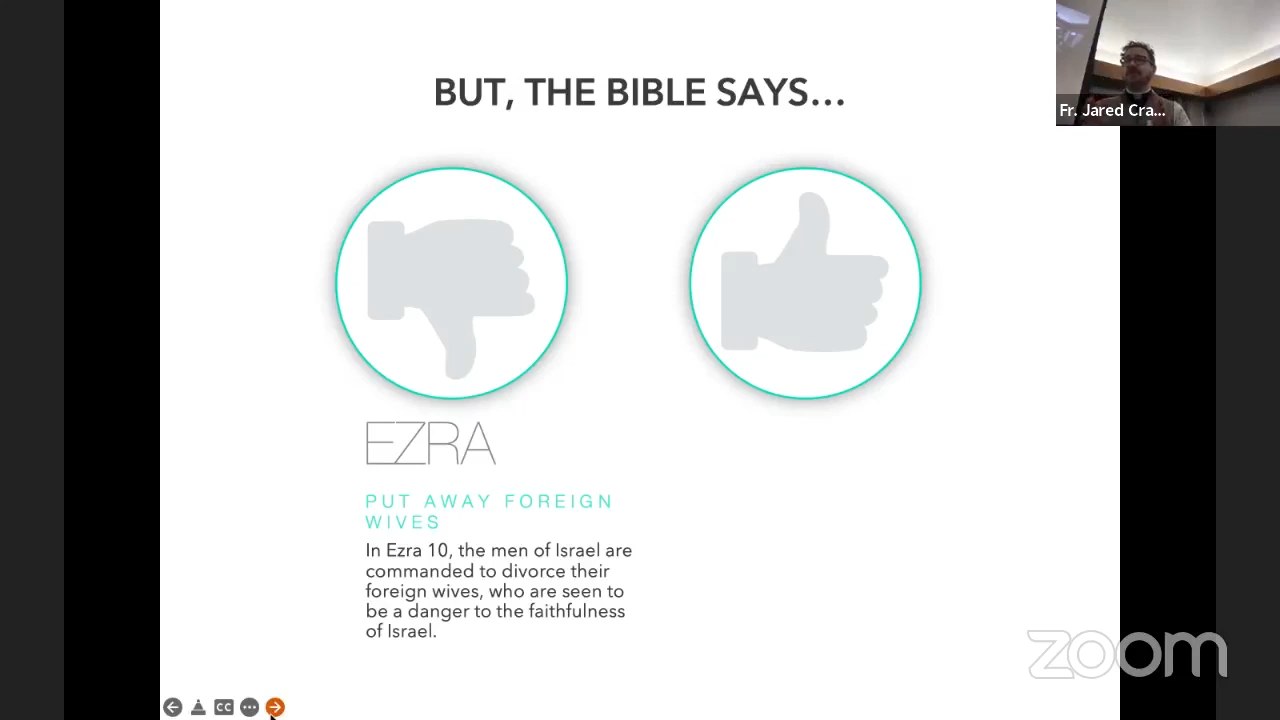 BUT, THE BIBLE SAYS...
Fr. Jared Cra...
EZRA
PUT AWAY FOREIGN
WIVES
In Ezra 10, the men of Israel are
commanded to divorce their
foreign wives, who are seen to
be a danger to the faithfulness
of Israel.
zoom
CC